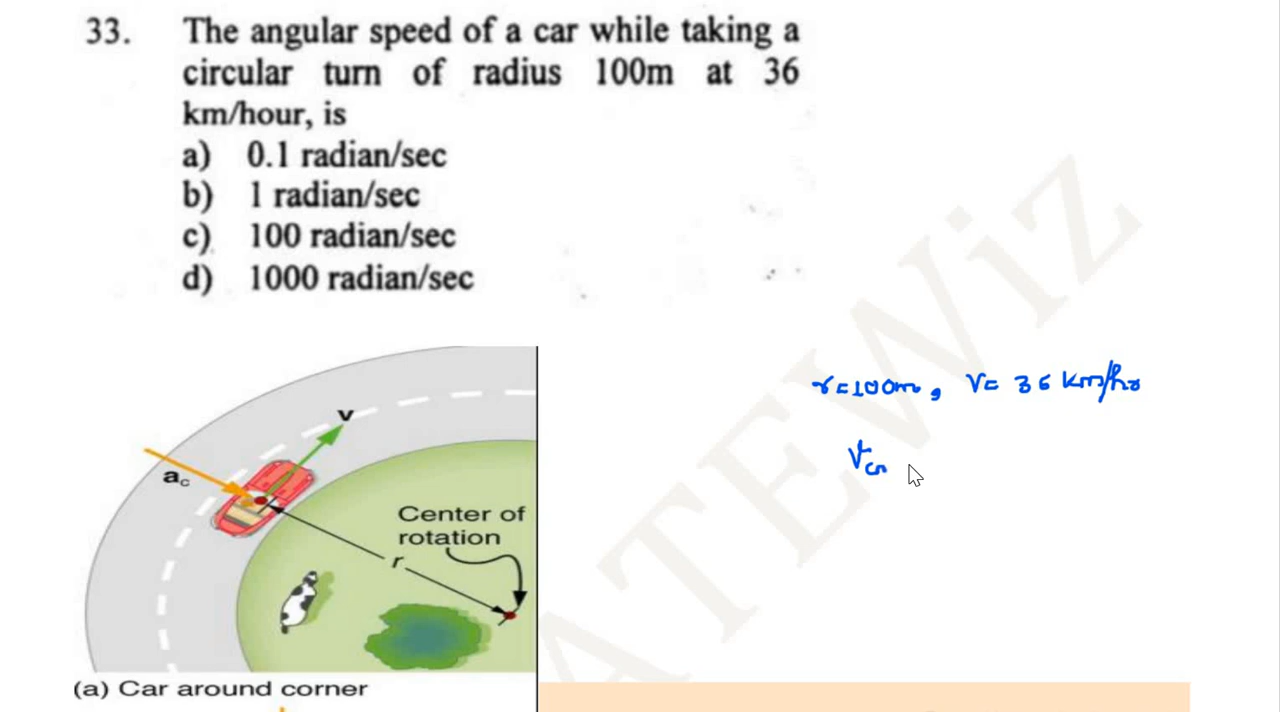 33. The angular speed of a car while taking a
circular turn of radius 100m at 36
km/hour, is
a) 0.1 radian/sec
b) 1 radian/sec
c) 100 radian/sec
d) 1000 radian/sec
r=100m, V= 36 km/hr
v
ac
Center of
rotation
r
(a) Car around corner
ATEWiz